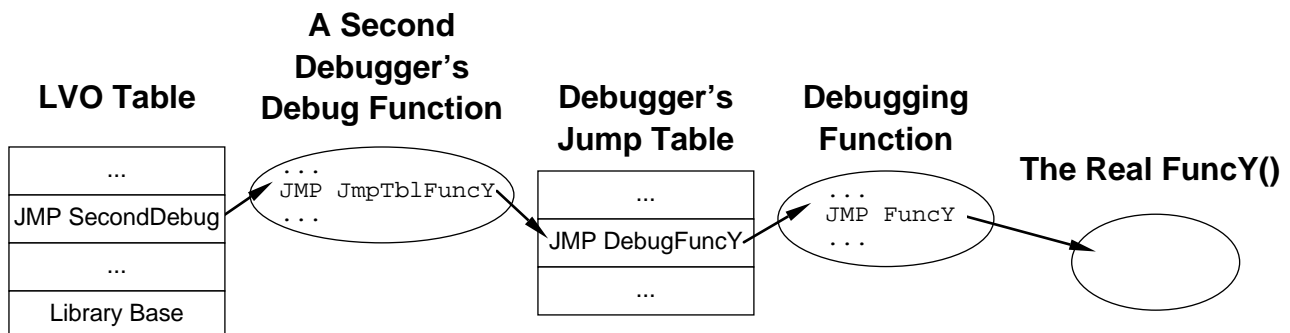 LVO Table
...
JMP SecondDebug
...
Library Base
A Second
Debugger's
Debug Function
...
JMP JmpTblFuncY
...
Debugger's
Jump Table
...
JMP DebugFuncY
...
Debugging
Function
...
JMP FuncY
...
The Real FuncY()